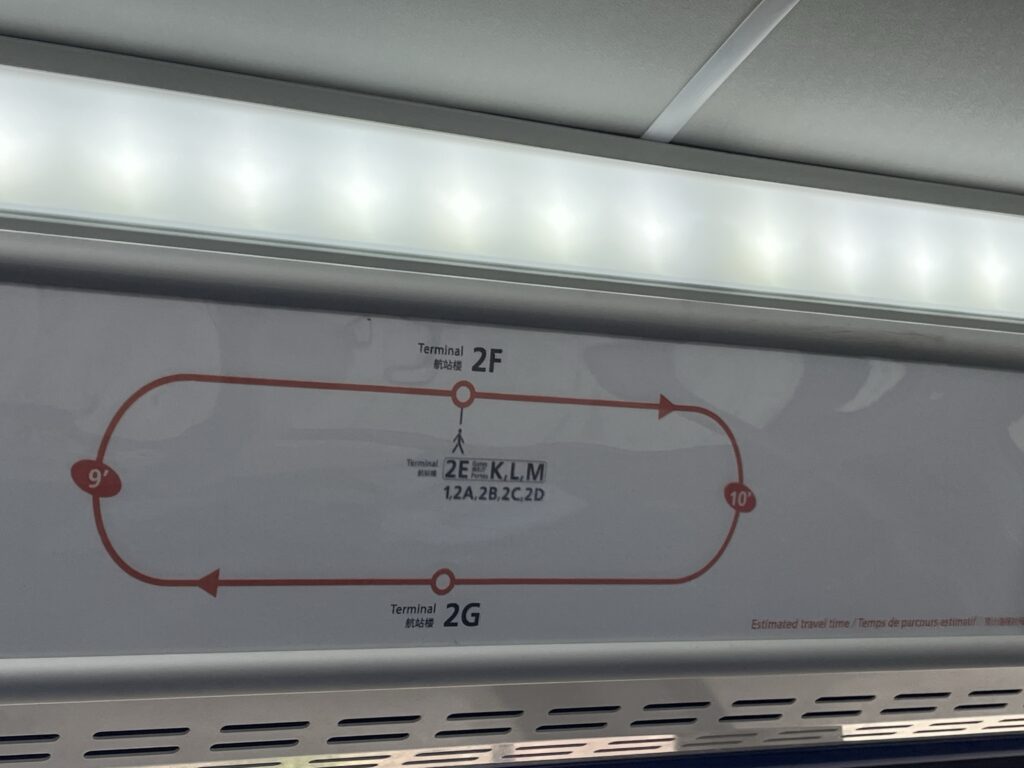 Terminal 2F
航站楼
9'
10'
Terminal 2E Gates Portes K,L,M
航站楼
1,2A,2B,2C,2D
Terminal 2G
航站楼
Estimated travel time / Temps de parcours estimatif /